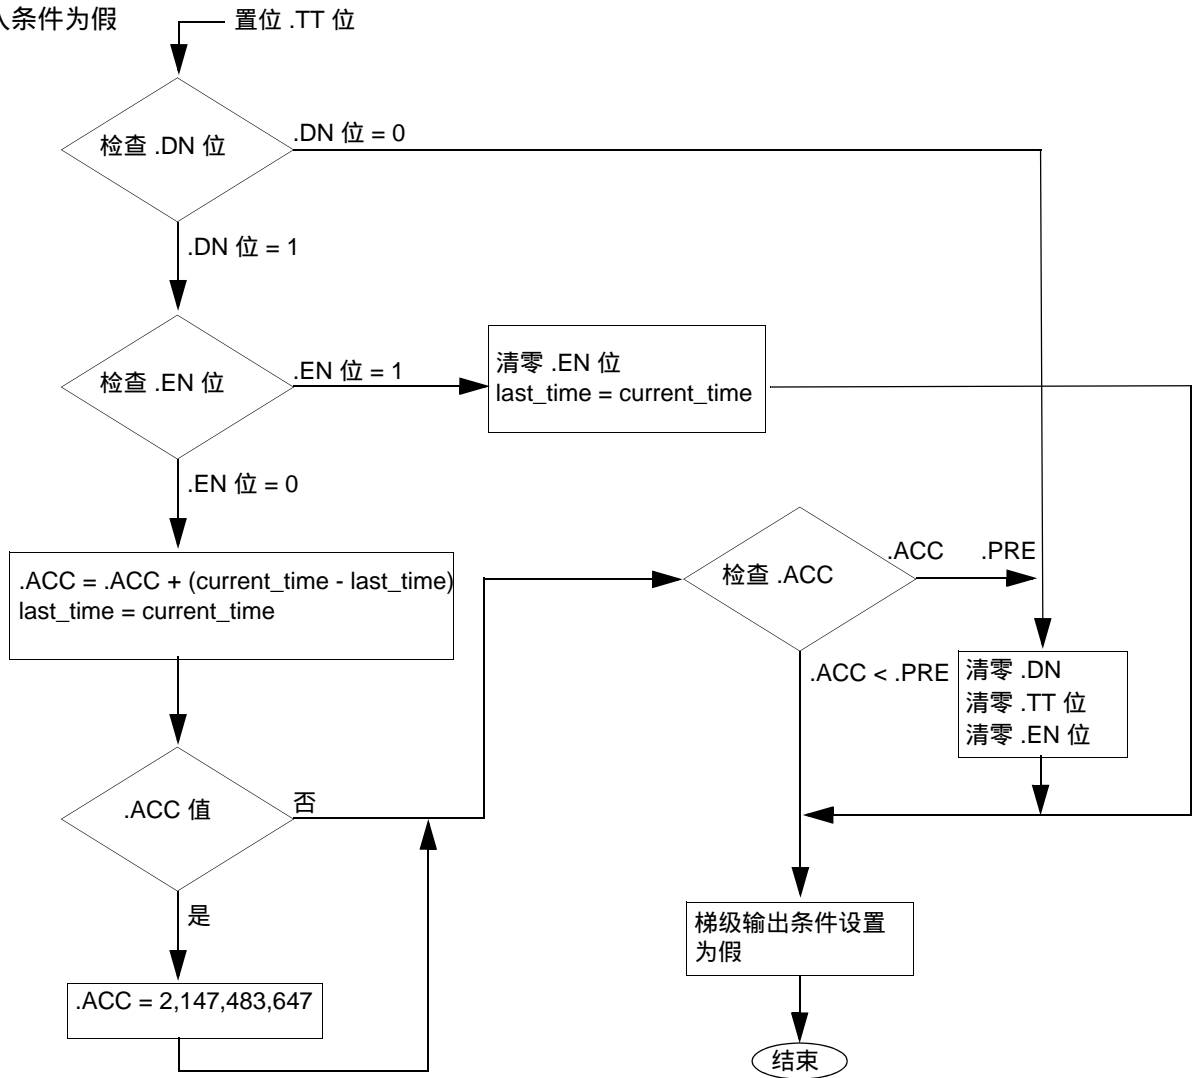 入条件为假
置位 .TT 位
检查 .DN 位
.DN 位 = 0
.DN 位 = 1
检查 .EN 位
.EN 位 = 1
清零 .EN 位
last_time = current_time
.EN 位 = 0
.ACC = .ACC + (current_time - last_time)
last_time = current_time
检查 .ACC
.ACC .PRE
.ACC < .PRE
清零 .DN
清零 .TT 位
清零 .EN 位
.ACC 值
否
是
.ACC = 2,147,483,647
梯级输出条件设置
为假
结束